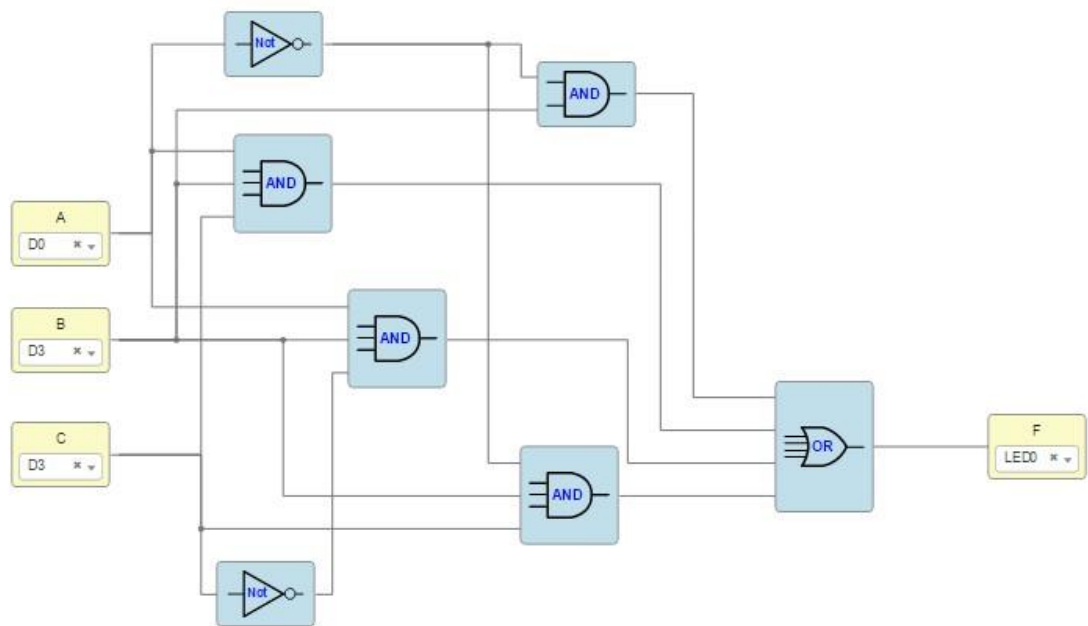 Not
AND
AND
A
D0 × 
B
D3 ×
AND
C
D3 ×
OR
F
LED0 ×
AND
Not